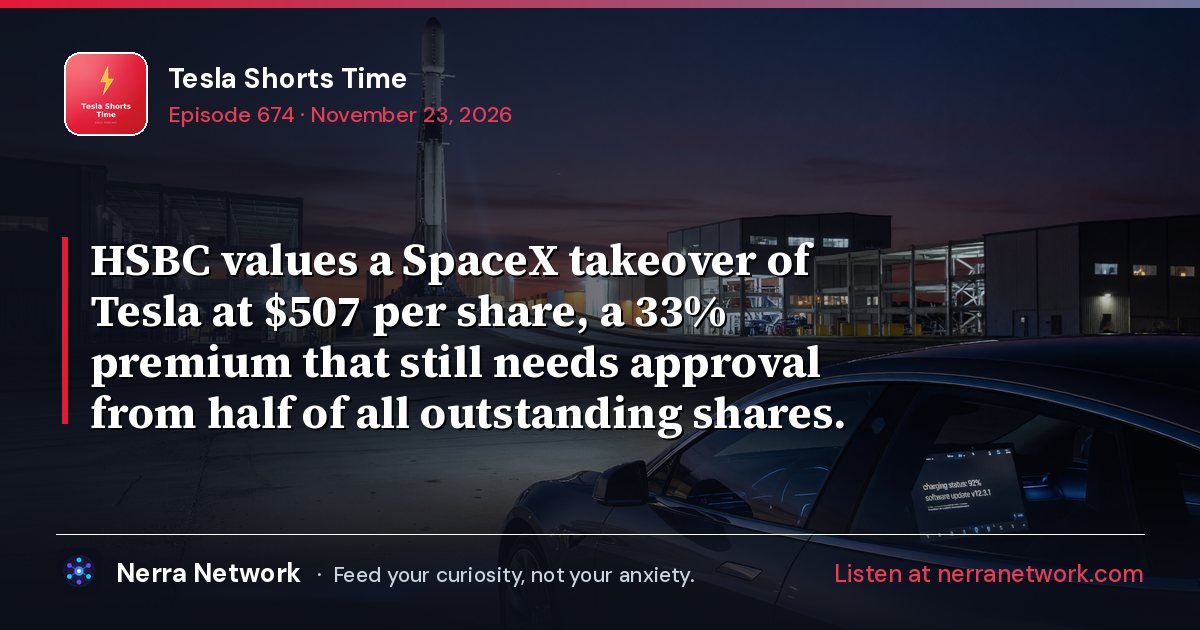 Tesla Shorts Time
Episode 674 · November 23, 2026
Tesla Shorts
Time
HSBC values a SpaceX takeover of
Tesla at $507 per share, a 33%
premium that still needs approval
from half of all outstanding shares.
charging status: 92%
software update v12.3.1
Nerra Network · Feed your curiosity, not your anxiety.
Listen at nerranetwork.com